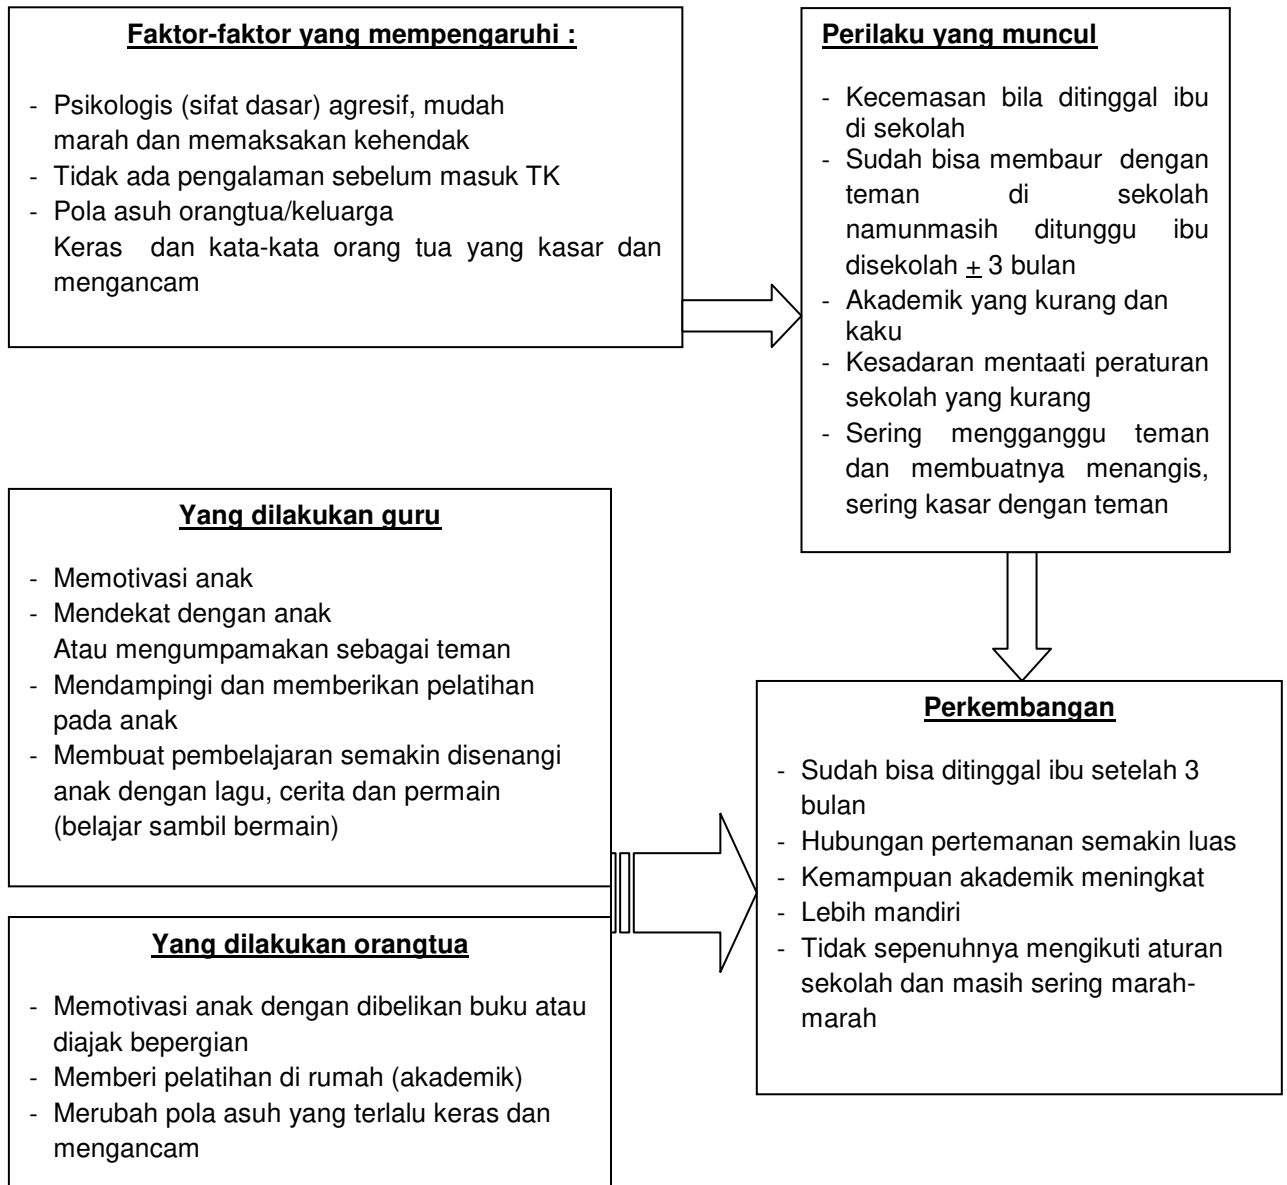 Faktor-faktor yang mempengaruhi :
- Psikologis (sifat dasar) agresif, mudah
marah dan memaksakan kehendak
- Tidak ada pengalaman sebelum masuk TK
- Pola asuh orangtua/keluarga
Keras dan kata-kata orang tua yang kasar dan
mengancam
Perilaku yang muncul
- Kecemasan bila ditinggal ibu
di sekolah
- Sudah bisa membaur dengan
teman di sekolah
namunmasih ditunggu ibu
disekolah + 3 bulan
- Akademik yang kurang dan
kaku
- Kesadaran mentaati peraturan
sekolah yang kurang
- Sering mengganggu teman
dan membuatnya menangis,
sering kasar dengan teman
Yang dilakukan guru
- Memotivasi anak
- Mendekat dengan anak
Atau mengumpamakan sebagai teman
- Mendampingi dan memberikan pelatihan
pada anak
- Membuat pembelajaran semakin disenangi
anak dengan lagu, cerita dan permain
(belajar sambil bermain)
Yang dilakukan orangtua
- Memotivasi anak dengan dibelikan buku atau
diajak bepergian
- Memberi pelatihan di rumah (akademik)
- Merubah pola asuh yang terlalu keras dan
mengancam
Perkembangan
- Sudah bisa ditinggal ibu setelah 3
bulan
- Hubungan pertemanan semakin luas
- Kemampuan akademik meningkat
- Lebih mandiri
- Tidak sepenuhnya mengikuti aturan
sekolah dan masih sering marah-
marah